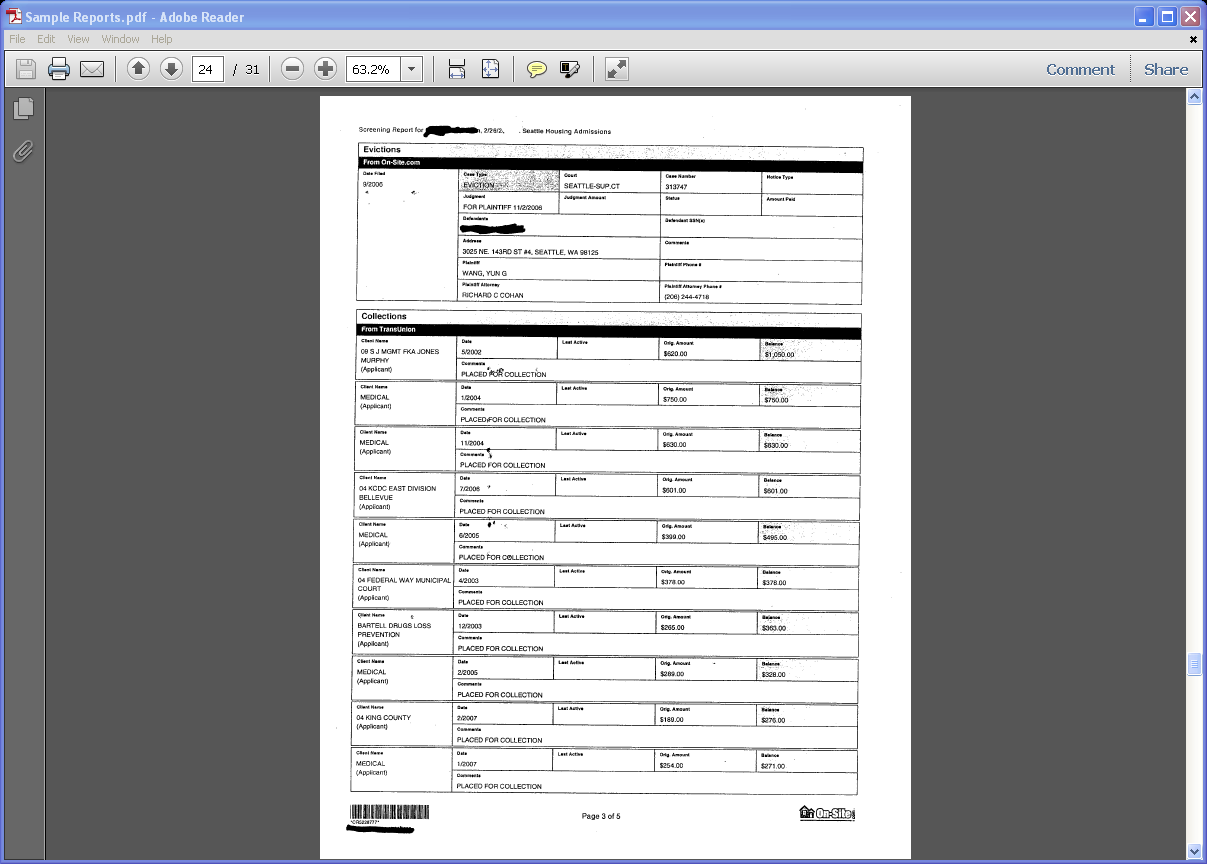 Sample Reports.pdf - Adobe Reader
File Edit View Window Help
24 / 31 63.2% Comment Share
Screening Report for , 2/26/2, . Seattle Housing Admissions
Evictions
From On-Site.com
Date Filed Case Type Court Case Number Notice Type
9/2006 EVICTION SEATTLE-SUP.CT 313747
Judgment Judgment Amount Status Amount Paid
FOR PLAINTIFF 11/2/2006
Defendants Defendant SSN(s)
Address Comments
3025 NE. 143RD ST #4, SEATTLE, WA 98125
Plaintiff Plaintiff Phone #
WANG, YUN G
Plaintiff Attorney Plaintiff Attorney Phone #
RICHARD C COHAN (206) 244-4718
Collections
From TransUnion
Client Name Date Last Active Orig. Amount Balance
09 S J MGMT FKA JONES 5/2002 $620.00 $1,050.00
MURPHY Comments
(Applicant) PLACED FOR COLLECTION
Client Name Date Last Active Orig. Amount Balance
MEDICAL 1/2004 $750.00 $750.00
(Applicant) Comments
PLACED FOR COLLECTION
Client Name Date Last Active Orig. Amount Balance
MEDICAL 11/2004 $630.00 $630.00
(Applicant) Comments
PLACED FOR COLLECTION
Client Name Date Last Active Orig. Amount Balance
04 KCDC EAST DIVISION 7/2006 $601.00 $601.00
BELLEVUE Comments
(Applicant) PLACED FOR COLLECTION
Client Name Date Last Active Orig. Amount Balance
MEDICAL 6/2005 $399.00 $495.00
(Applicant) Comments
PLACED FOR COLLECTION
Client Name Date Last Active Orig. Amount Balance
04 FEDERAL WAY MUNICIPAL 4/2003 $378.00 $378.00
COURT Comments
(Applicant) PLACED FOR COLLECTION
Client Name Date Last Active Orig. Amount Balance
BARTELL DRUGS LOSS 12/2003 $265.00 $363.00
PREVENTION Comments
(Applicant) PLACED FOR COLLECTION
Client Name Date Last Active Orig. Amount Balance
MEDICAL 2/2005 $289.00 $328.00
(Applicant) Comments
PLACED FOR COLLECTION
Client Name Date Last Active Orig. Amount Balance
04 KING COUNTY 2/2007 $189.00 $276.00
(Applicant) Comments
PLACED FOR COLLECTION
Client Name Date Last Active Orig. Amount Balance
MEDICAL 1/2007 $254.00 $271.00
(Applicant) Comments
PLACED FOR COLLECTION
Page 3 of 5 On-Site